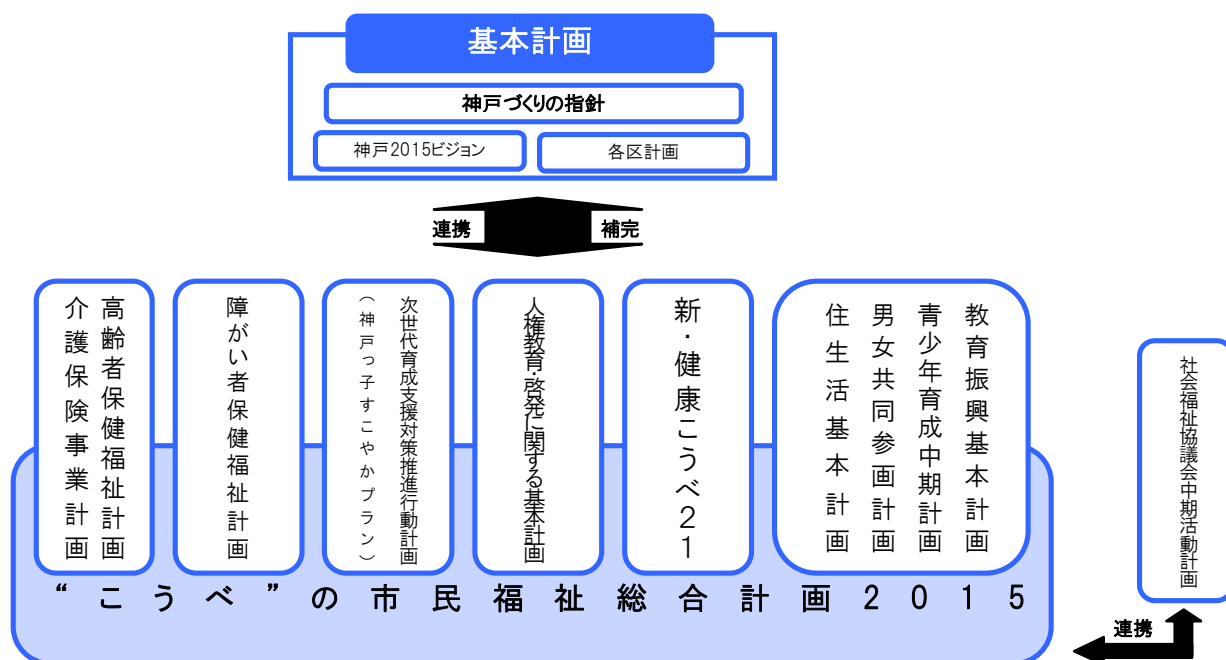 基本計画
神戸づくりの指針
神戸2015ビジョン
各区計画
連携
補完
高齢者保健福祉計画
介護保険事業計画
障がい者保健福祉計画
次世代育成支援対策推進行動計画
（神戸っ子すこやかプラン）
人権教育・啓発に関する基本計画
新・健康こうべ２１
教育振興基本計画
青少年育成中期計画
男女共同参画計画
住生活基本計画
社会福祉協議会中期活動計画
“こうべ”の市民福祉総合計画２０１５
連携